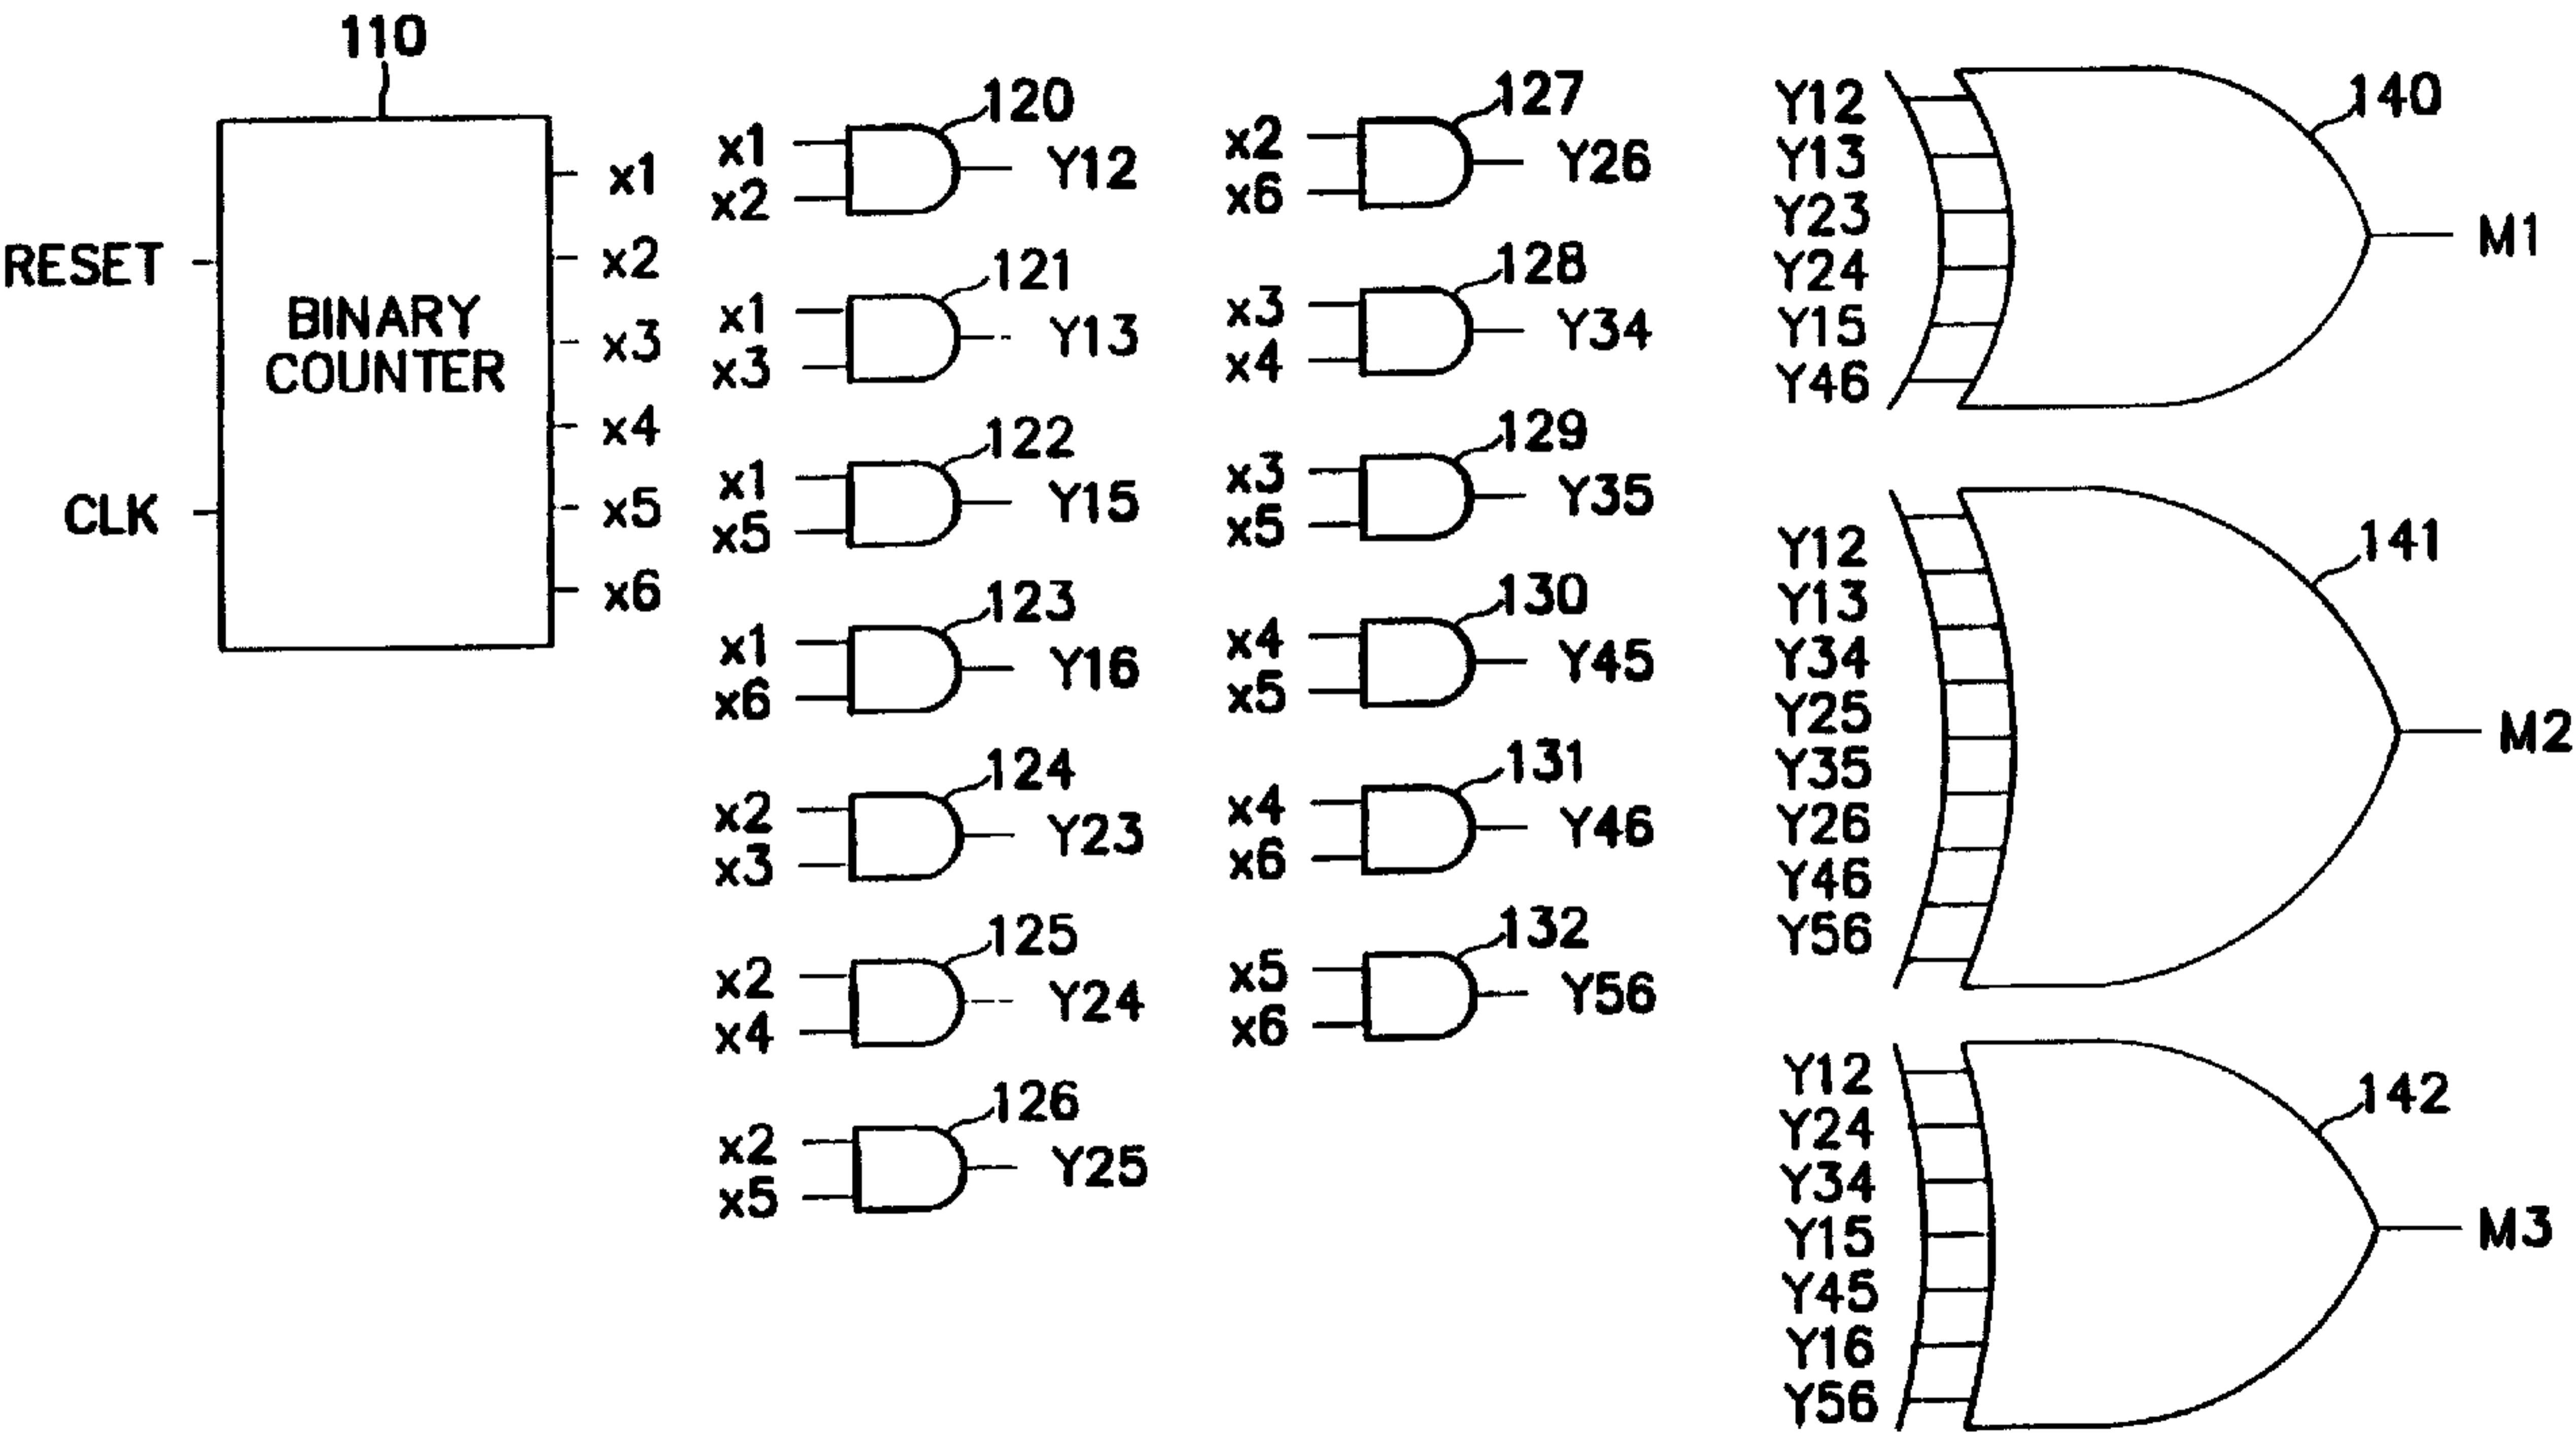 110
RESET
CLK
BINARY
COUNTER
x1
x2
x3
x4
x5
x6
x1
x2
120
Y12
x1
x3
121
Y13
x1
x5
122
Y15
x1
x6
123
Y16
x2
x3
124
Y23
x2
x4
125
Y24
x2
x5
126
Y25
x2
x6
127
Y26
x3
x4
128
Y34
x3
x5
129
Y35
x4
x5
130
Y45
x4
x6
131
Y46
x5
x6
132
Y56
Y12
Y13
Y23
Y24
Y15
Y46
140
M1
Y12
Y13
Y34
Y25
Y35
Y26
Y46
Y56
141
M2
Y12
Y24
Y34
Y15
Y45
Y16
Y56
142
M3